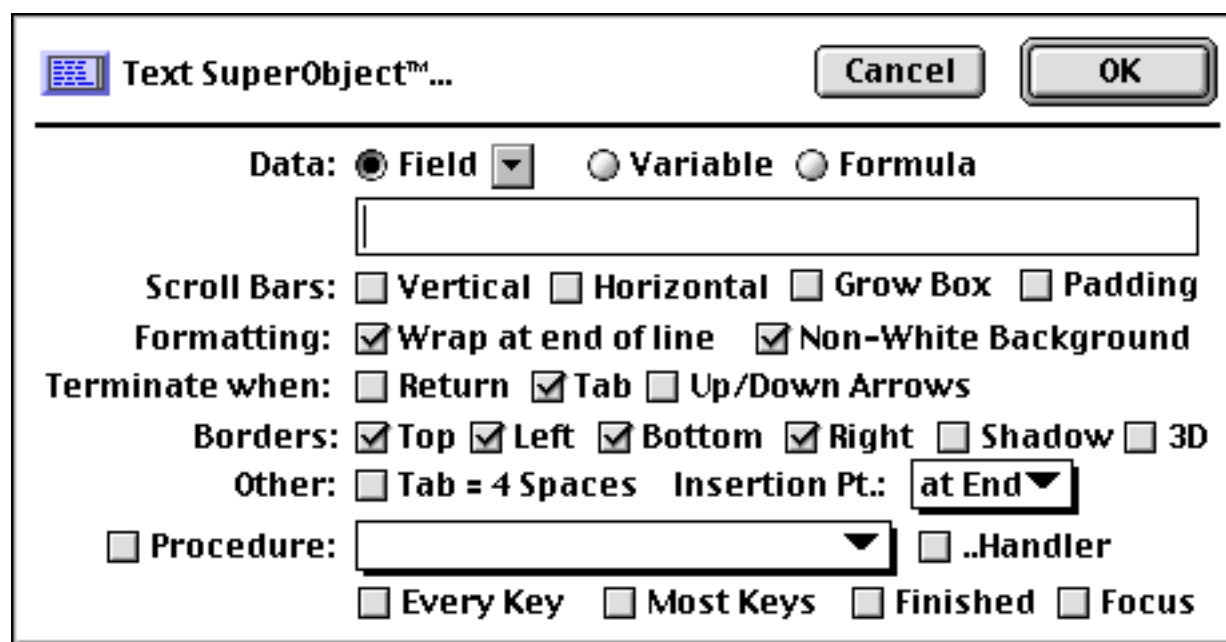 Text SuperObject™... Cancel OK
Data: Field Variable Formula
Scroll Bars: Vertical Horizontal Grow Box Padding
Formatting: Wrap at end of line Non-White Background
Terminate when: Return Tab Up/Down Arrows
Borders: Top Left Bottom Right Shadow 3D
Other: Tab = 4 Spaces Insertion Pt.: at End
Procedure: ..Handler
Every Key Most Keys Finished Focus